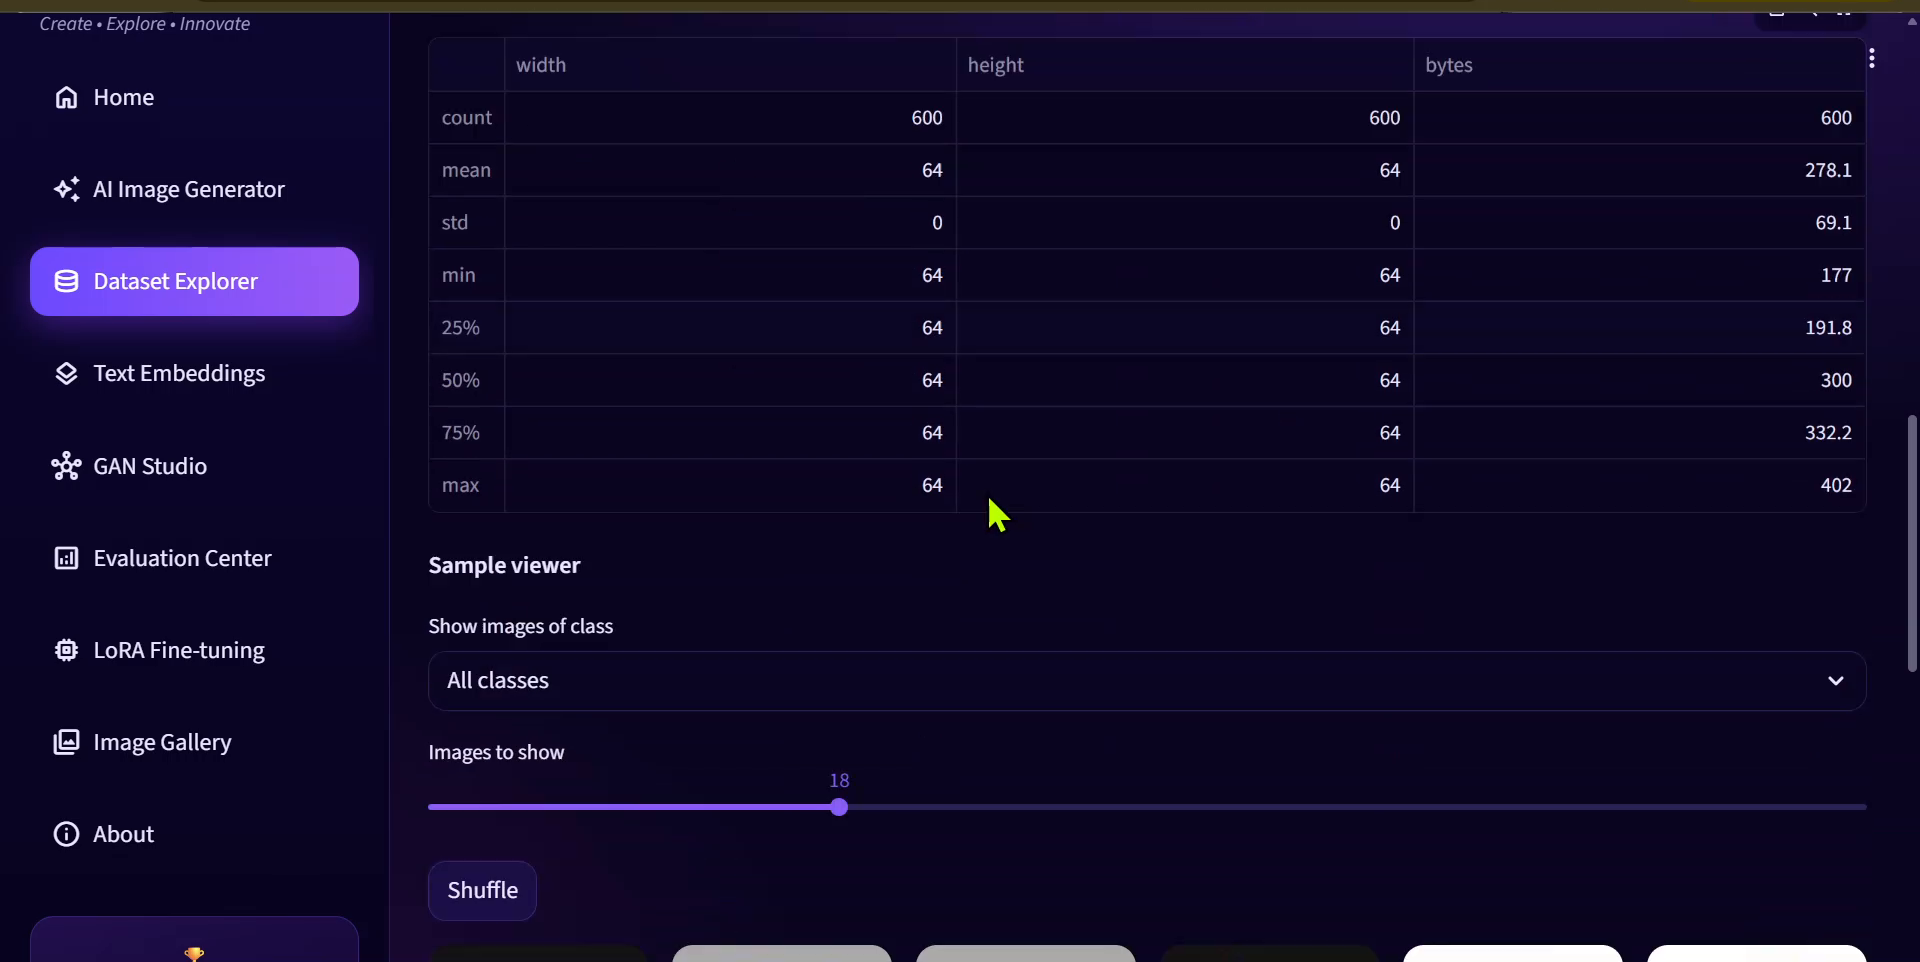 Create • Explore • Innovate
Home
AI Image Generator
Dataset Explorer
Text Embeddings
GAN Studio
Evaluation Center
LoRA Fine-tuning
Image Gallery
About
width height bytes
count 600 600 600
mean 64 64 278.1
std 0 0 69.1
min 64 64 177
25% 64 64 191.8
50% 64 64 300
75% 64 64 332.2
max 64 64 402
Sample viewer
Show images of class
All classes
Images to show
18
Shuffle